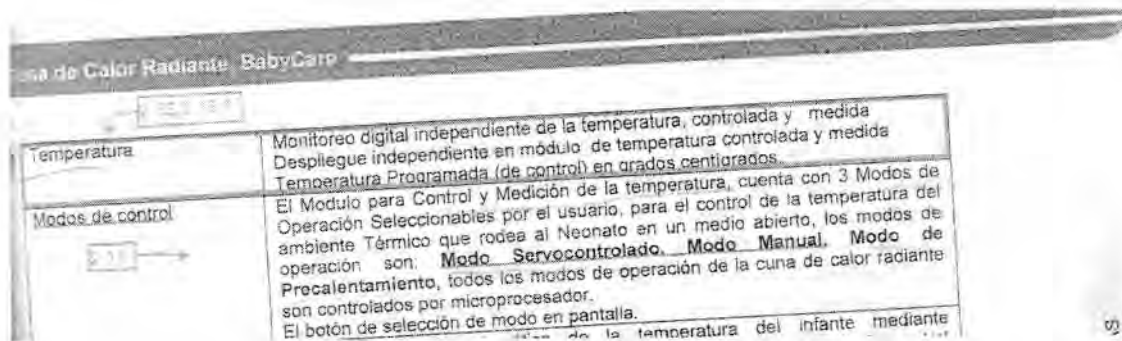 de Calor Radiante BabyCare
Temperatura
Monitoreo digital independiente de la temperatura, controlada y medida
Despliegue independiente en módulo de temperatura controlada y medida
Temperatura Programada (de control) en grados centigrados.
Modos de control
El Modulo para Control y Medición de la temperatura, cuenta con 3 Modos de
Operación Seleccionables por el usuario, para el control de la temperatura del
ambiente Térmico que rodea al Neonato en un medio abierto, los modos de
operación son: Modo Servocontrolado, Modo Manual, Modo de
Precalentamiento, todos los modos de operación de la cuna de calor radiante
son controlados por microprocesador.
El botón de selección de modo en pantalla.
de la temperatura del infante mediante